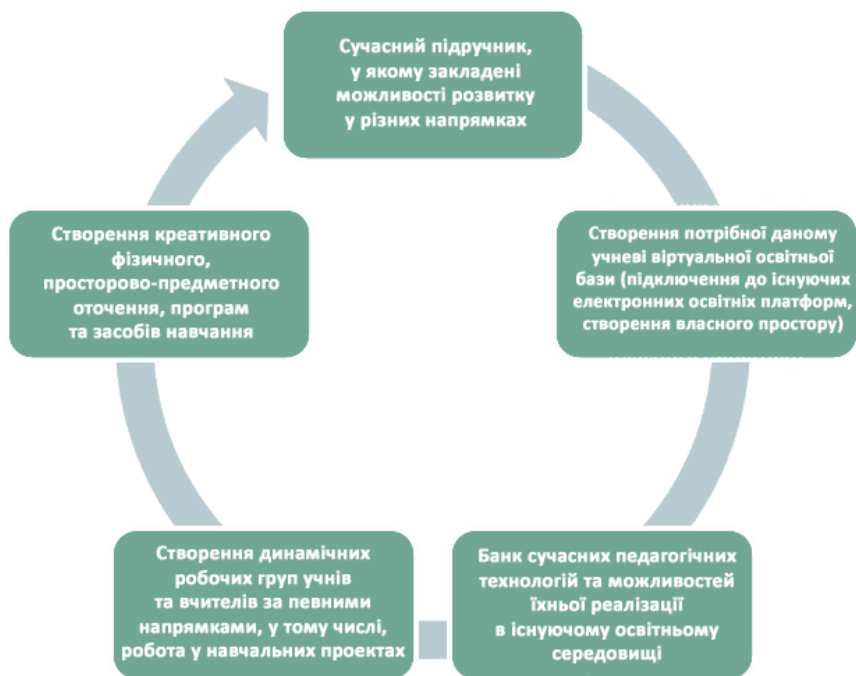 Сучасний підручник,
у якому закладені
можливості розвитку
у різних напрямках
Створення потрібної даному
учневі віртуальної освітньої
бази (підключення до існуючих
електронних освітніх платформ,
створення власного простору)
Банк сучасних педагогічних
технологій та можливостей
їхньої реалізації
в існуючому освітньому
середовищі
Створення динамічних
робочих груп учнів
та вчителів за певними
напрямками, у тому числі,
робота у навчальних проектах
Створення креативного
фізичного,
просторово-предметного
оточення, програм
та засобів навчання